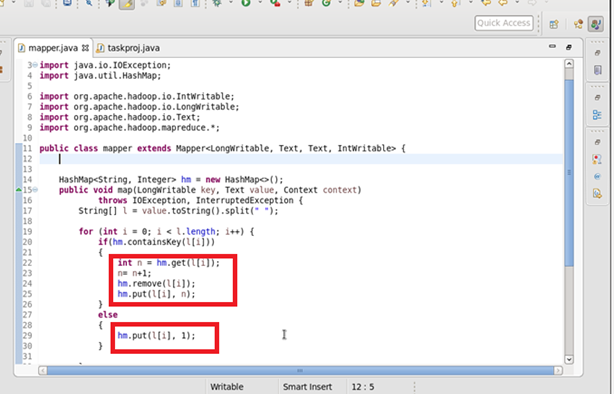 Quick Access
mapper.java
taskproj.java
3 import java.io.IOException;
4 import java.util.HashMap;
5
6 import org.apache.hadoop.io.IntWritable;
7 import org.apache.hadoop.io.LongWritable;
8 import org.apache.hadoop.io.Text;
9 import org.apache.hadoop.mapreduce.*;
10
11 public class mapper extends Mapper<LongWritable, Text, Text, IntWritable> {
12
13
14 HashMap<String, Integer> hm = new HashMap<>();
15 public void map(LongWritable key, Text value, Context context)
16 throws IOException, InterruptedException {
17 String[] l = value.toString().split(" ");
18
19 for (int i = 0; i < l.length; i++) {
20 if(hm.containsKey(l[i]))
21 {
22 int n = hm.get(l[i]);
23 n= n+1;
24 hm.remove(l[i]);
25 hm.put(l[i], n);
26 }
27 else
28 {
29 hm.put(l[i], 1);
30 }
31
Writable
Smart Insert
12 : 5